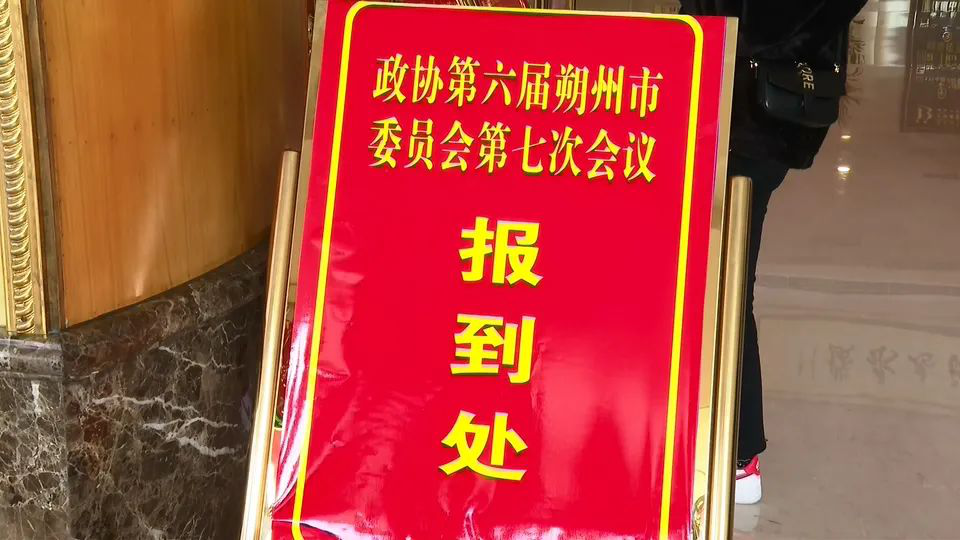 政协第六届朔州市
委员会第七次会议
报
到
处